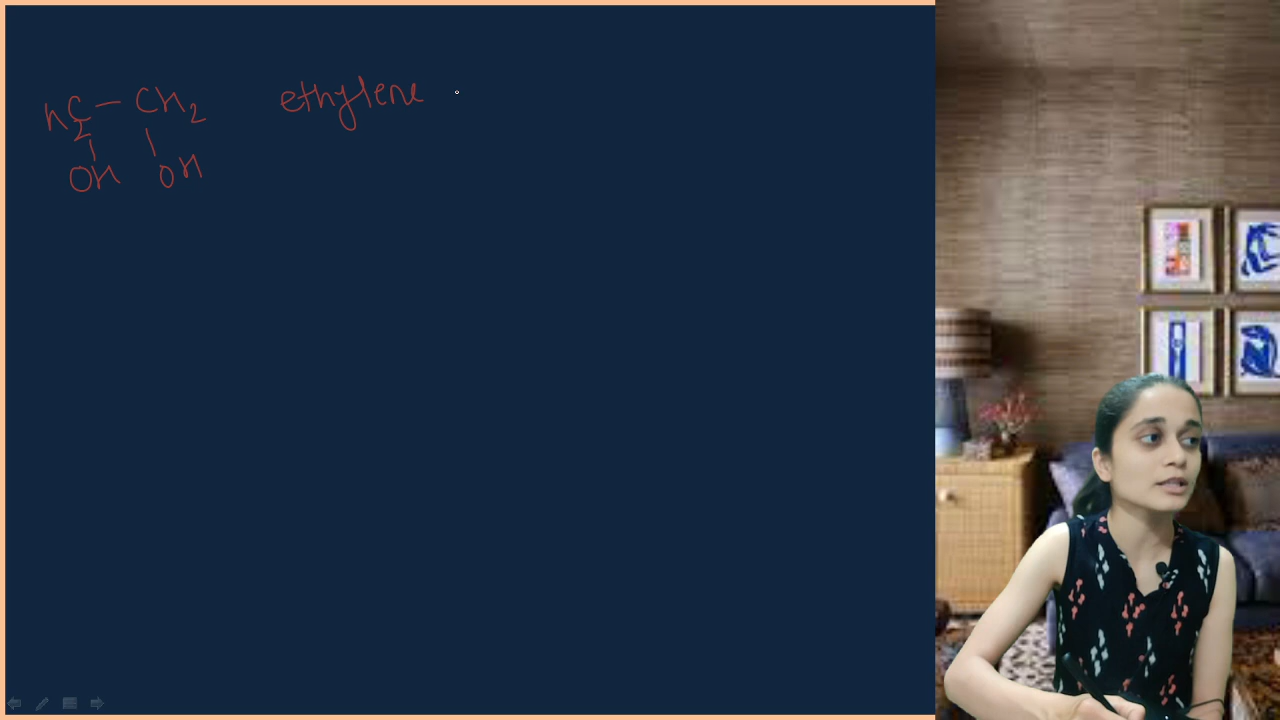 H2C — CH2 ethylene
OH OH